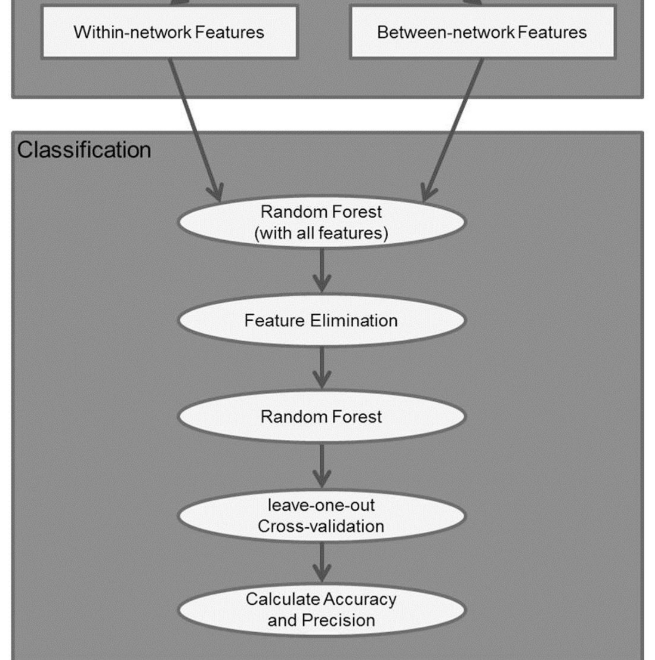 Within-network Features
Between-network Features
Classification
Random Forest
(with all features)
Feature Elimination
Random Forest
leave-one-out
Cross-validation
Calculate Accuracy
and Precision